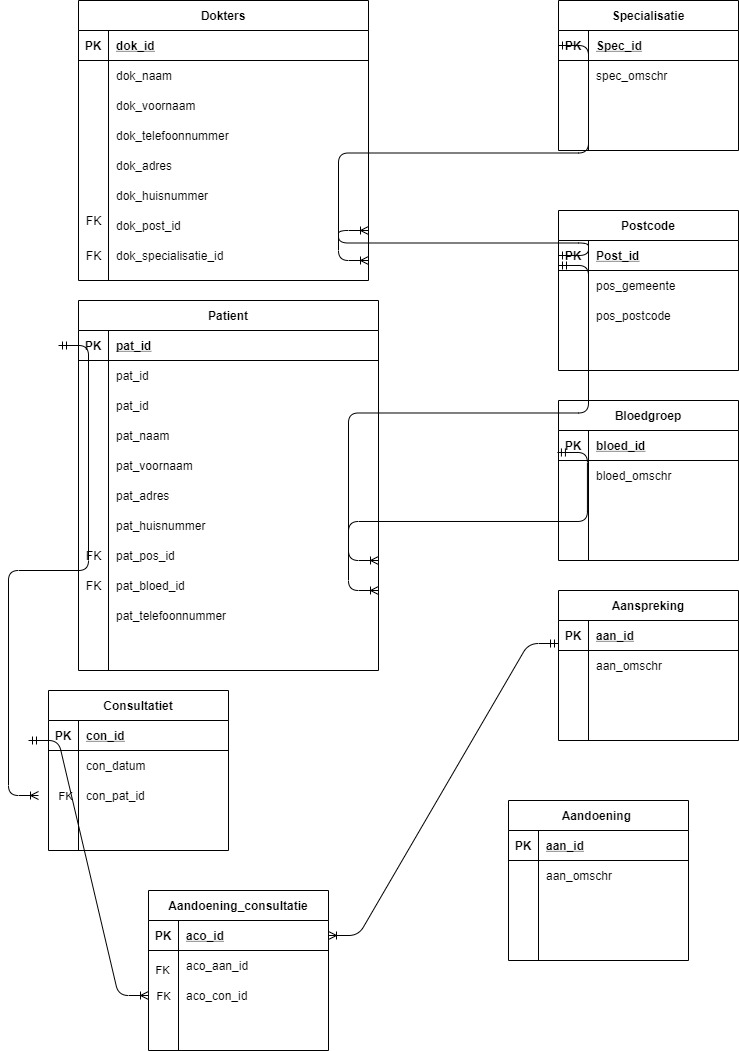 Dokters
PK dok_id
dok_naam
dok_voornaam
dok_telefoonnummer
dok_adres
dok_huisnummer
FK dok_post_id
FK dok_specialisatie_id
Specialisatie
PK Spec_id
spec_omschr
Postcode
PK Post_id
pos_gemeente
pos_postcode
Patient
PK pat_id
pat_id
pat_id
pat_naam
pat_voornaam
pat_adres
pat_huisnummer
FK pat_pos_id
FK pat_bloed_id
pat_telefoonnummer
Bloedgroep
PK bloed_id
bloed_omschr
Aanspreking
PK aan_id
aan_omschr
Consultatiet
PK con_id
con_datum
FK con_pat_id
Aandoening
PK aan_id
aan_omschr
Aandoening_consultatie
PK aco_id
FK aco_aan_id
FK aco_con_id